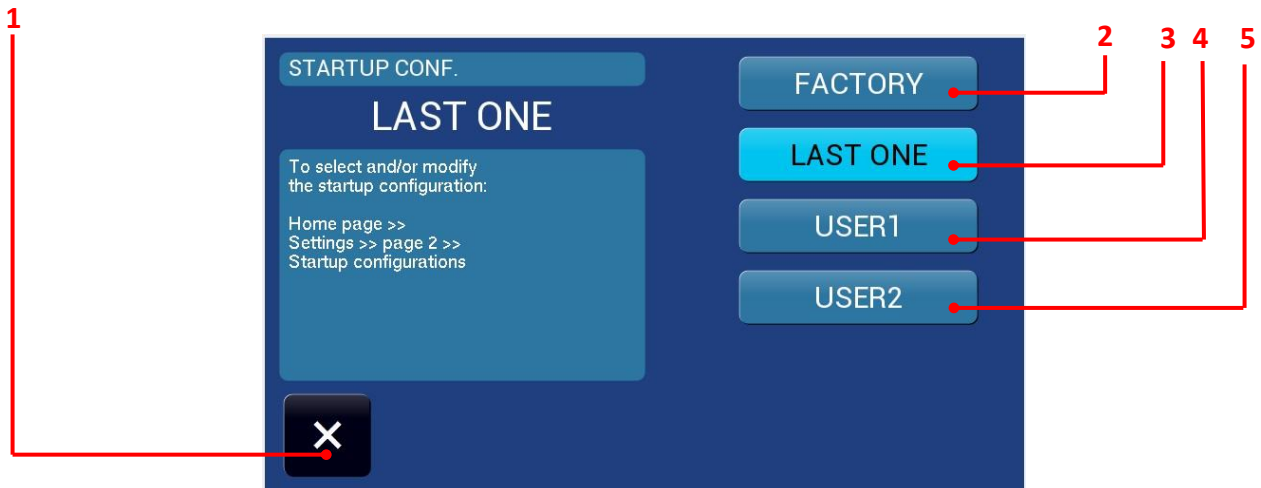 1
2 3 4 5
STARTUP CONF.
LAST ONE
To select and/or modify
the startup configuration:
Home page >>
Settings >> page 2 >>
Startup configurations
FACTORY
LAST ONE
USER1
USER2